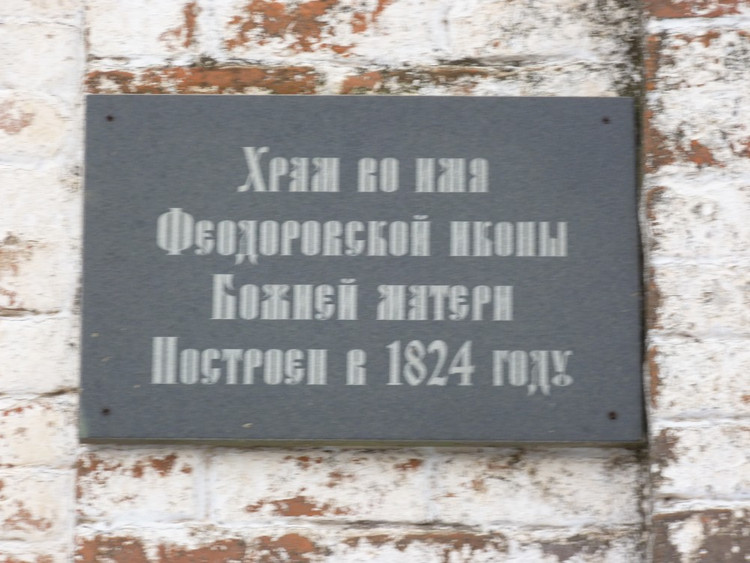 Храм во имя
Феодоровской иконы
Божией матери
Построен в 1824 году.